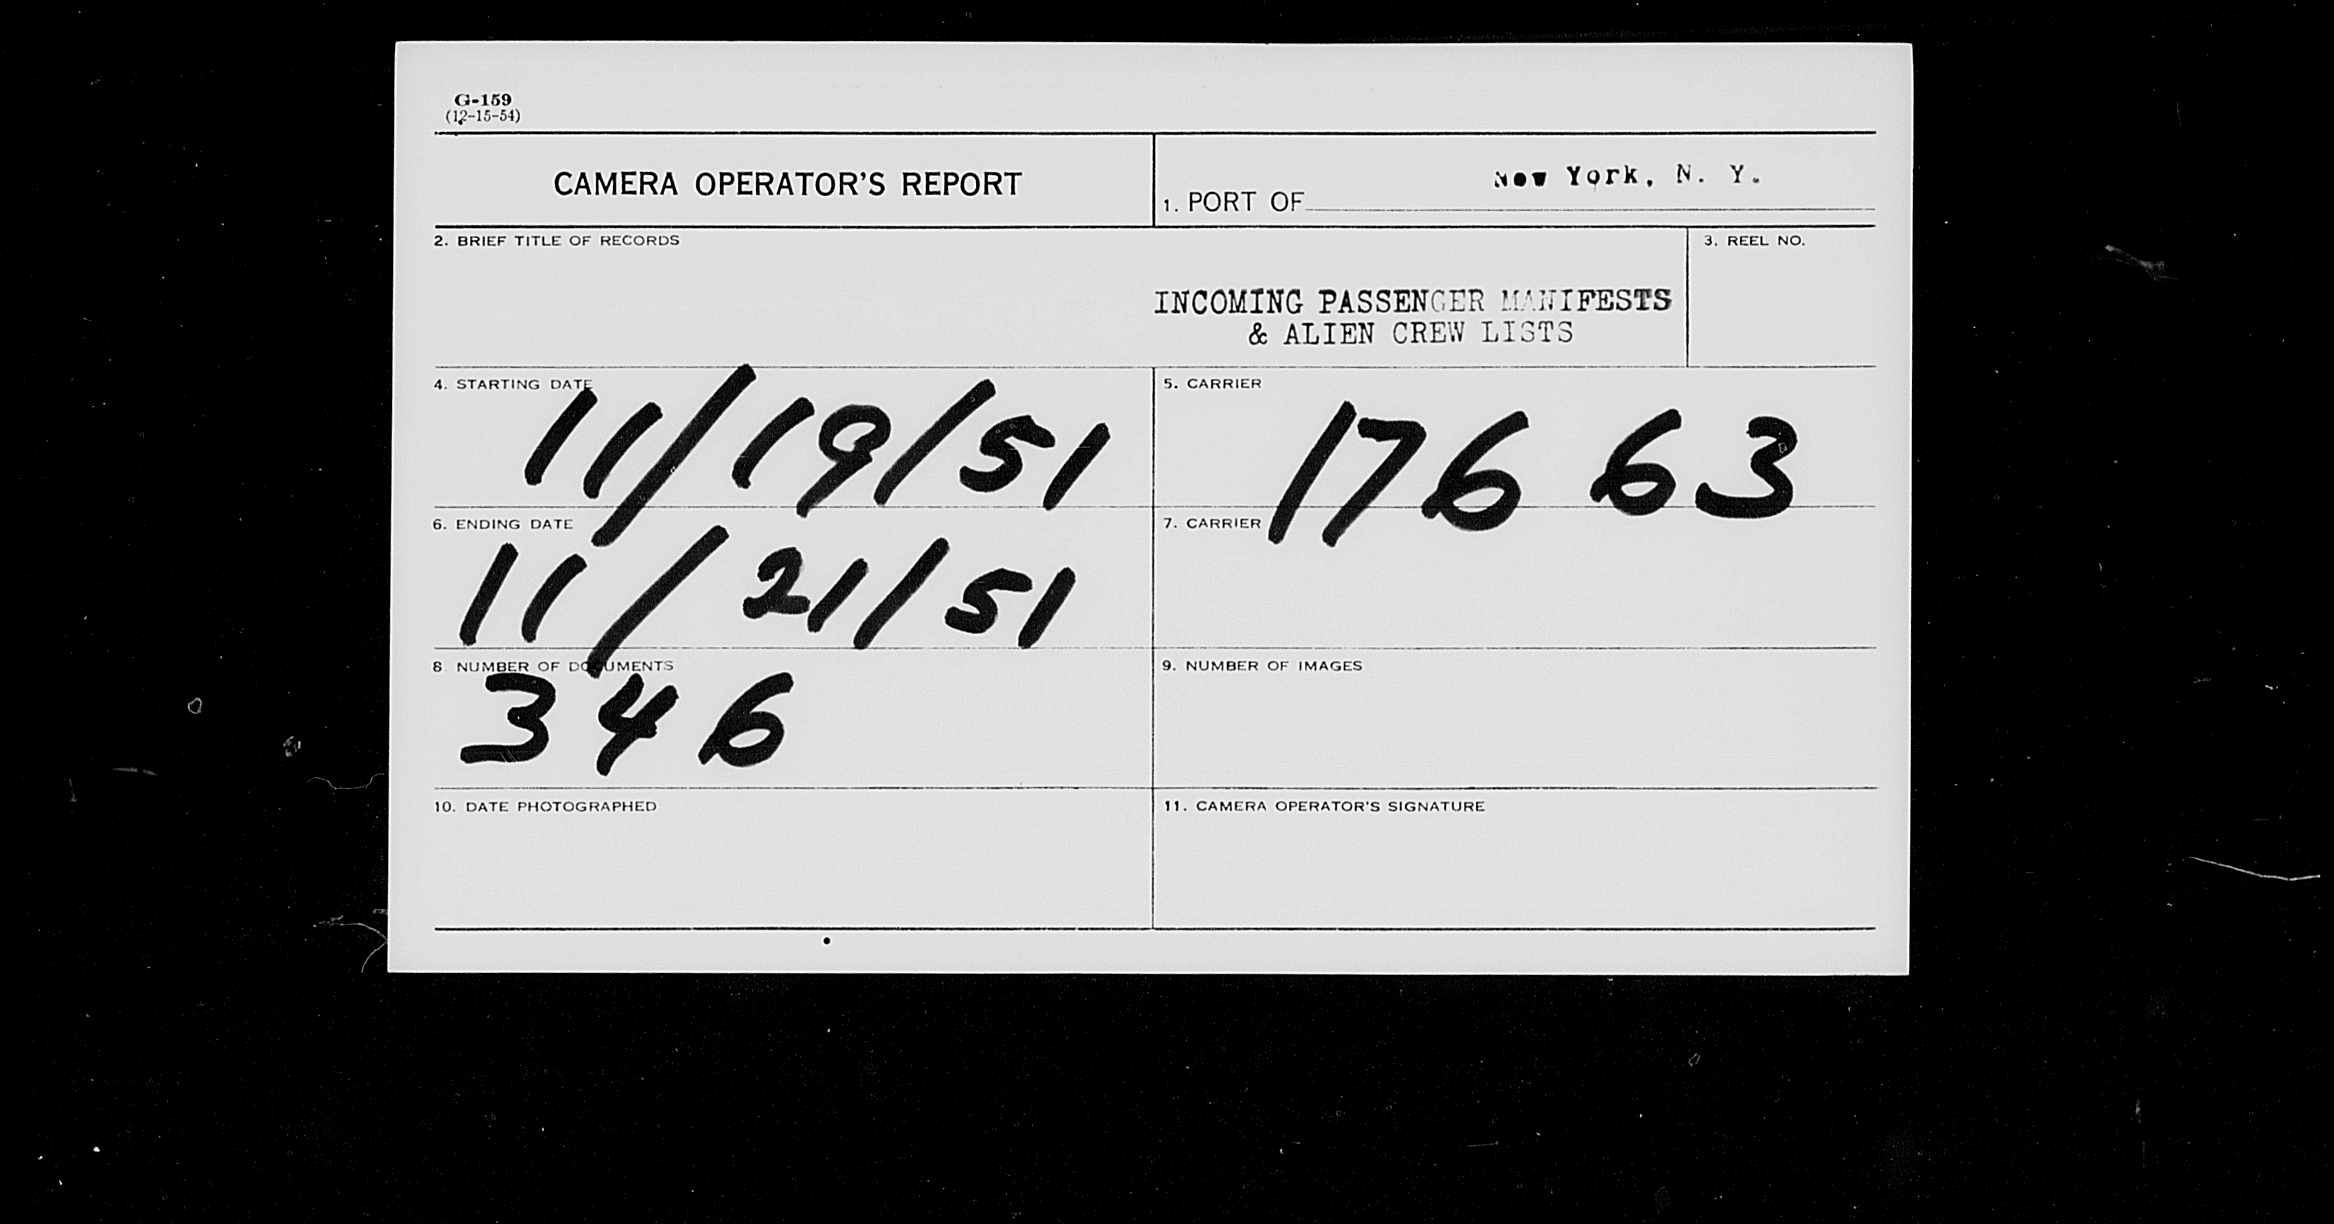 G-159
(12-15-54)
CAMERA OPERATOR'S REPORT
1. PORT OF New York, N. Y.
2. BRIEF TITLE OF RECORDS
3. REEL NO.
INCOMING PASSENGER MANIFESTS
& ALIEN CREW LISTS
4. STARTING DATE
11/19/51
5. CARRIER
17663
6. ENDING DATE
11/21/51
7. CARRIER
8 NUMBER OF DOCUMENTS
346
9. NUMBER OF IMAGES
10. DATE PHOTOGRAPHED
11. CAMERA OPERATOR'S SIGNATURE